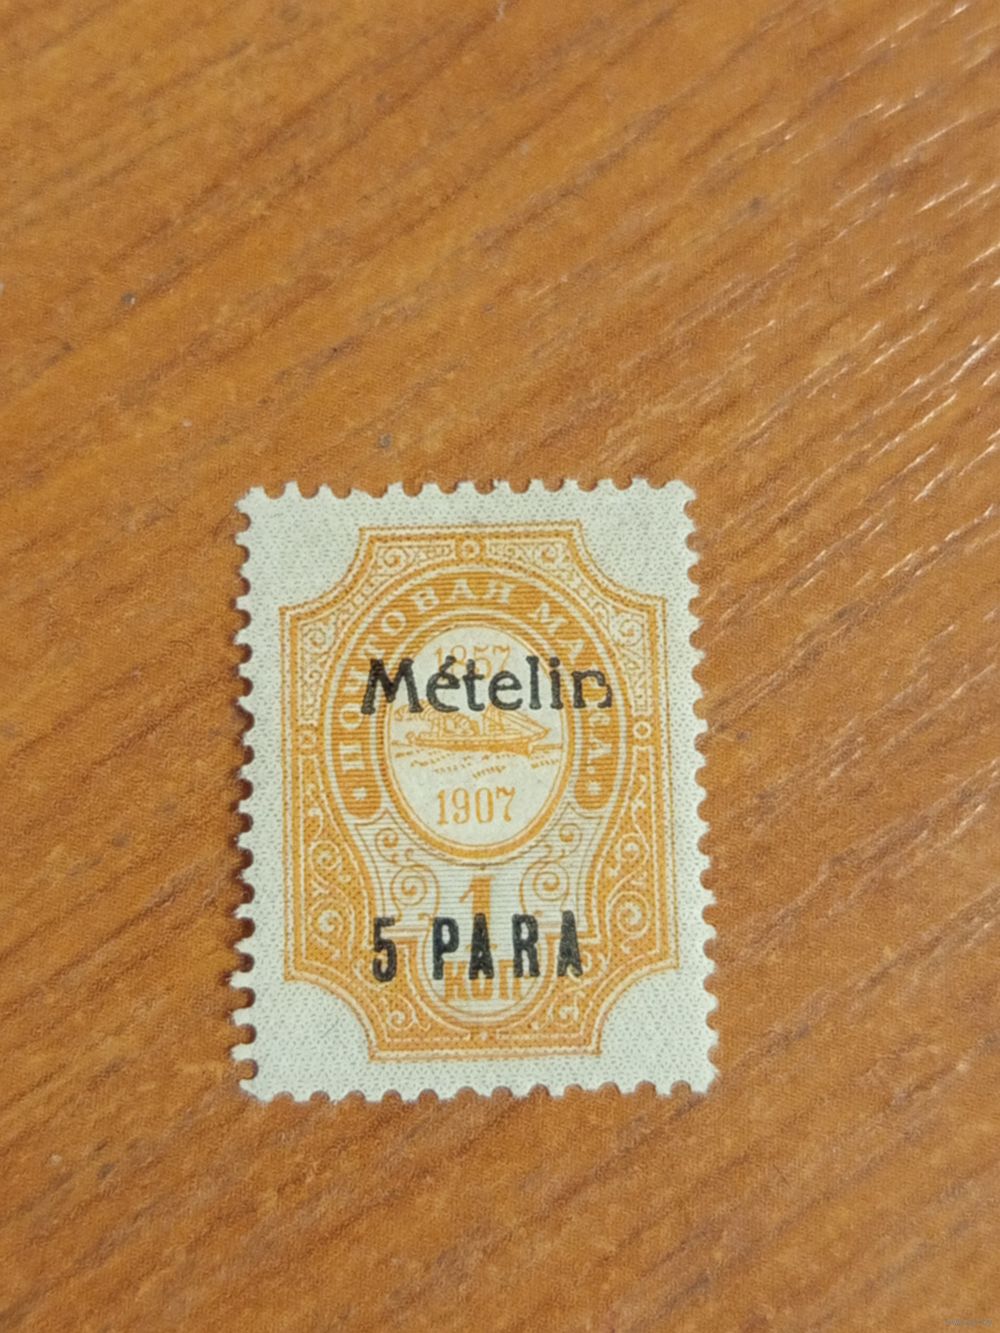 ПОЧТОВАЯ МАРКА
1857
Mételin
1907
1
5 PARA
КОП